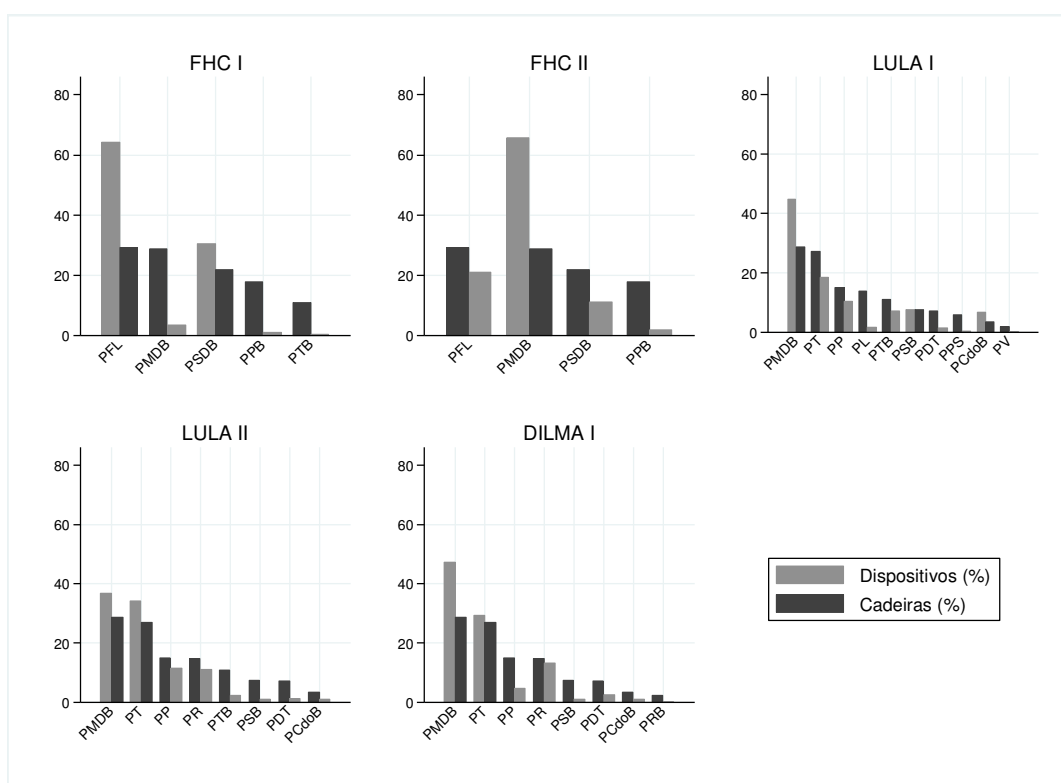 FHC I
80
60
40
20
0
PFL
PMDB
PSDB
PPB
PTB
FHC II
80
60
40
20
0
PFL
PMDB
PSDB
PPB
LULA I
80
60
40
20
0
PMDB
PT
PP
PL
PTB
PSB
PDT
PPS
PCdoB
PV
LULA II
80
60
40
20
0
PMDB
PT
PP
PR
PTB
PSB
PDT
PCdoB
DILMA I
80
60
40
20
0
PMDB
PT
PP
PR
PSB
PDT
PCdoB
PRB
Dispositivos (%)
Cadeiras (%)